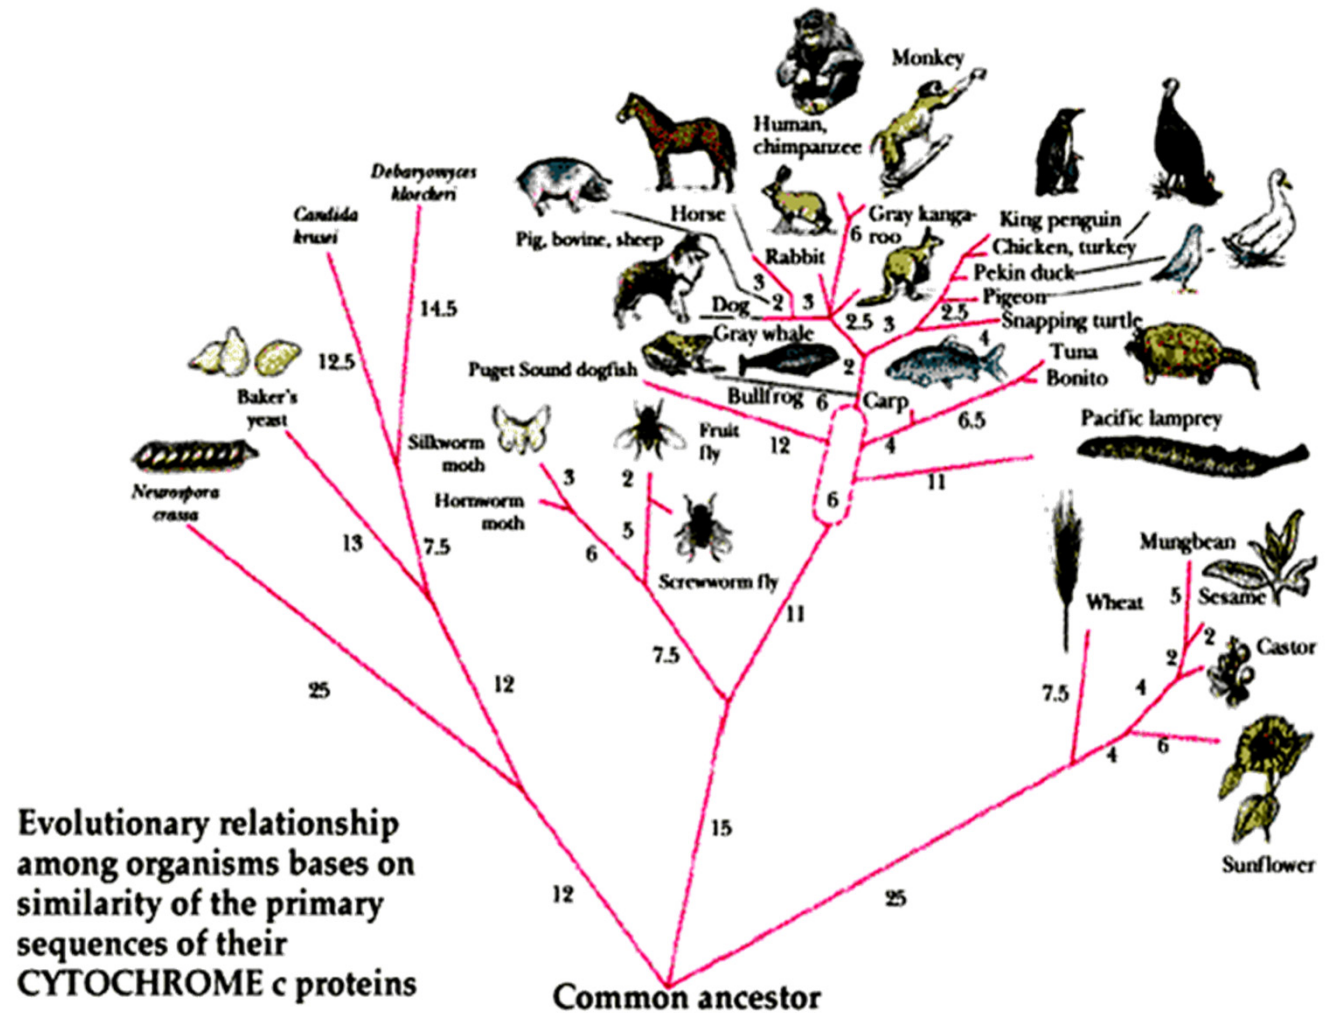 Monkey
Human,
chimpanzee
Debaryomyces
kloeckeri
Candida
krusei
Horse
Gray kanga-
roo
King penguin
Pig, bovine, sheep
Rabbit
Chicken, turkey
Pekin duck
Pigeon
Dog
Snapping turtle
Gray whale
Tuna
Bonito
Puget Sound dogfish
Bullfrog
Carp
Baker's
yeast
Silkworm
moth
Fruit
fly
Pacific lamprey
Neurospora
crassa
Hornworm
moth
Screwworm fly
Mungbean
Sesame
Wheat
Castor
Sunflower
6
3
2
3
2.5
3
2.5
4
2
6
14.5
12.5
12
4
6.5
11
6
3
2
5
6
13
7.5
11
7.5
12
25
5
2
2
4
7.5
4
6
15
12
25
Evolutionary relationship
among organisms bases on
similarity of the primary
sequences of their
CYTOCHROME c proteins
Common ancestor